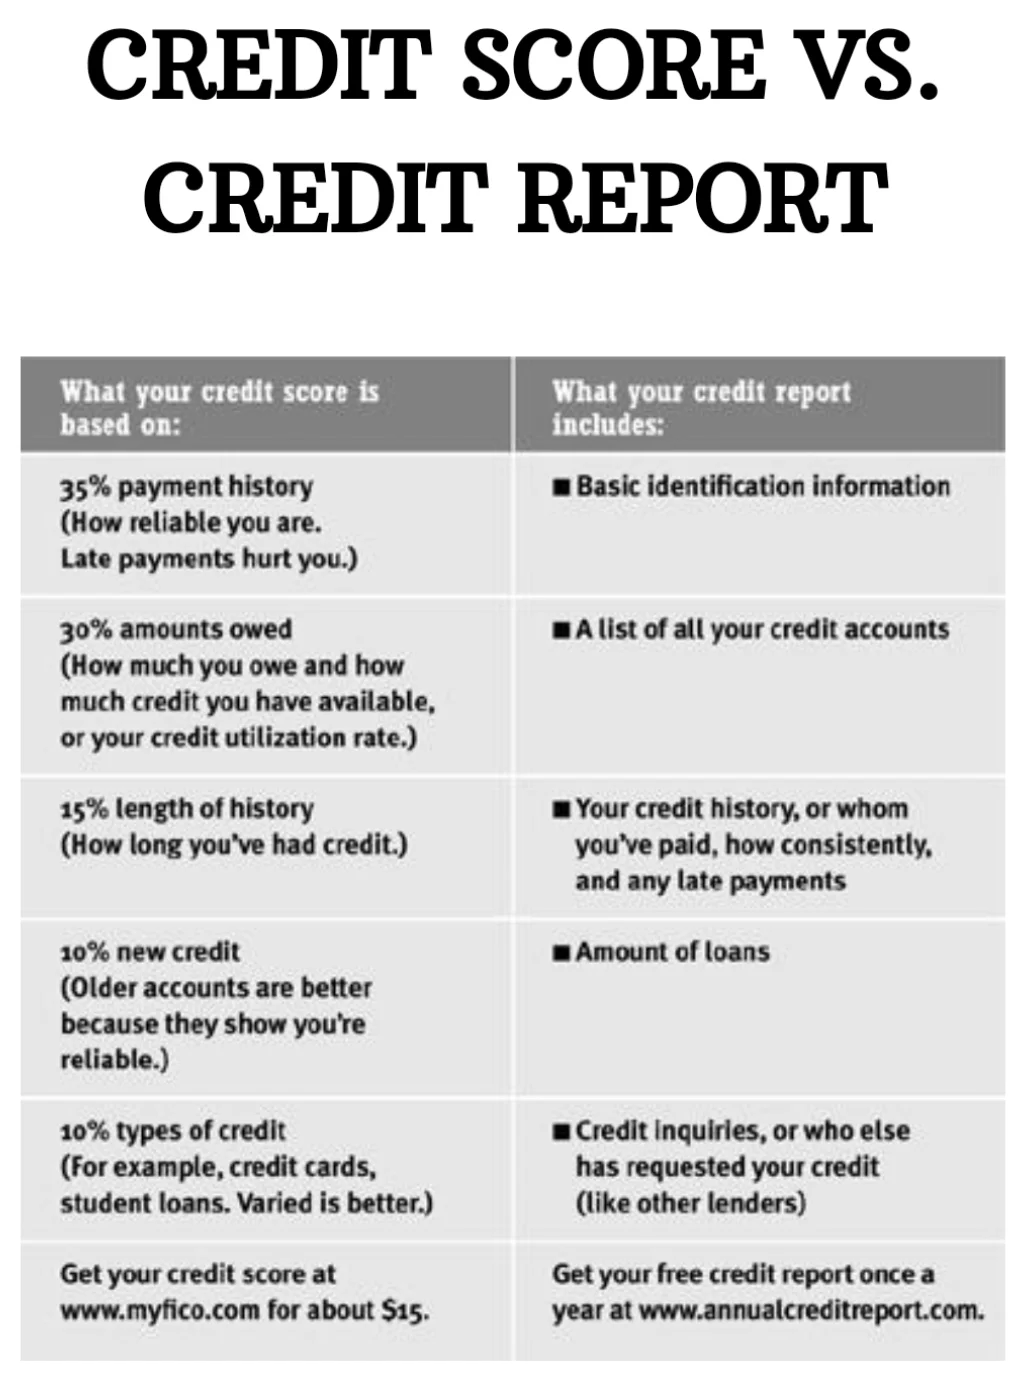 CREDIT SCORE VS.
CREDIT REPORT
What your credit score is
based on:
What your credit report
includes:
35% payment history
(How reliable you are.
Late payments hurt you.)
■ Basic identification information
30% amounts owed
(How much you owe and how
much credit you have available,
or your credit utilization rate.)
■ A list of all your credit accounts
15% length of history
(How long you've had credit.)
■ Your credit history, or whom
you've paid, how consistently,
and any late payments
10% new credit
(Older accounts are better
because they show you're
reliable.)
■ Amount of loans
10% types of credit
(For example, credit cards,
student loans. Varied is better.)
■ Credit inquiries, or who else
has requested your credit
(like other lenders)
Get your credit score at
www.myfico.com for about $15.
Get your free credit report once a
year at www.annualcreditreport.com.